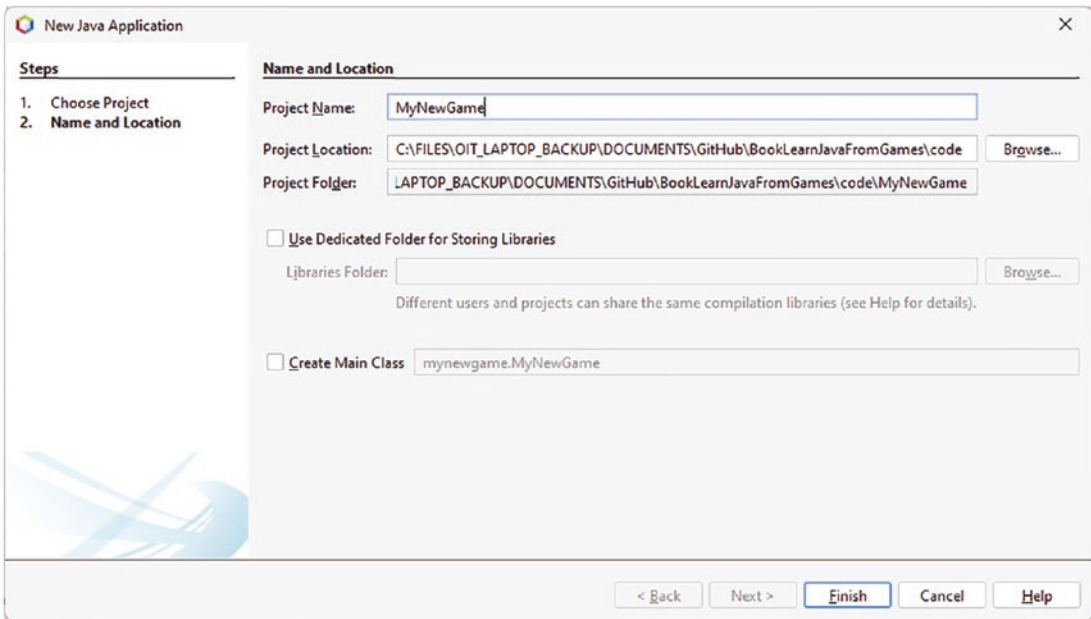 New Java Application
Steps
1. Choose Project
2. Name and Location
Name and Location
Project Name: MyNewGame
Project Location: C:\FILES\OIT_LAPTOP_BACKUP\DOCUMENTS\GitHub\BookLearnJavaFromGames\code Browse...
Project Folder: LAPTOP_BACKUP\DOCUMENTS\GitHub\BookLearnJavaFromGames\code\MyNewGame
Use Dedicated Folder for Storing Libraries
Libraries Folder: Browse...
Different users and projects can share the same compilation libraries (see Help for details).
Create Main Class mynewgame.MyNewGame
< Back Next > Finish Cancel Help